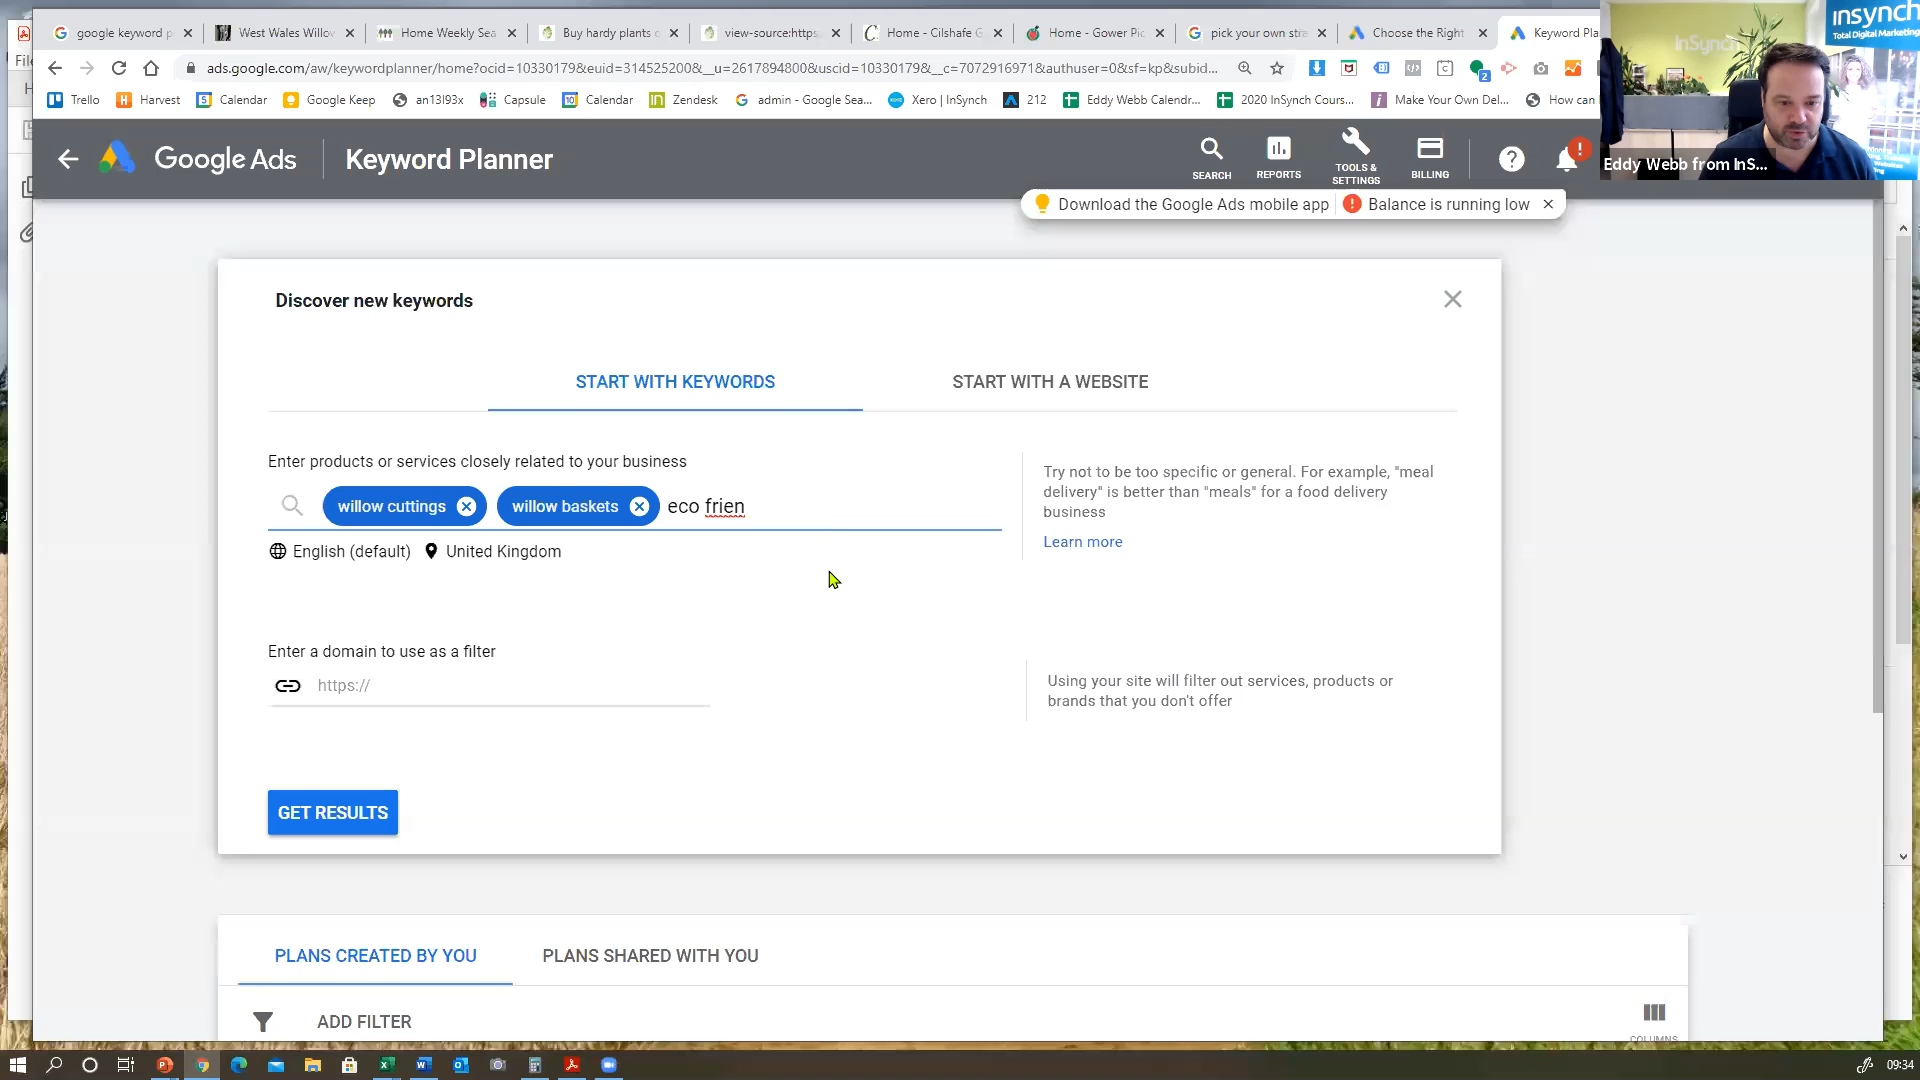 google keyword p
West Wales Willov
Home Weekly Sea
Buy hardy plants o
view-source:https:
Home - Cilshafe G
Home - Gower Pic
pick your own stra
Choose the Right
Keyword Pla
ads.google.com/aw/keywordplanner/home?ocid=10330179&euid=314525200&__u=2617894800&uscid=10330179&__c=7072916971&authuser=0&sf=kp&subid...
Trello
Harvest
Calendar
Google Keep
an13l93x
Capsule
Calendar
Zendesk
admin - Google Sea...
Xero | InSynch
212
Eddy Webb Calendr...
2020 InSynch Cours...
Make Your Own Del...
How can
insynch
Total Digital Marketing
InSynch
Eddy Webb from InS...
Google Ads
Keyword Planner
SEARCH
REPORTS
TOOLS &
SETTINGS
BILLING
Download the Google Ads mobile app
Balance is running low
Discover new keywords
START WITH KEYWORDS
START WITH A WEBSITE
Enter products or services closely related to your business
willow cuttings
willow baskets
eco frien
English (default)
United Kingdom
Try not to be too specific or general. For example, "meal
delivery" is better than "meals" for a food delivery
business
Learn more
Enter a domain to use as a filter
https://
Using your site will filter out services, products or
brands that you don't offer
GET RESULTS
PLANS CREATED BY YOU
PLANS SHARED WITH YOU
ADD FILTER
COLUMNS
09:34